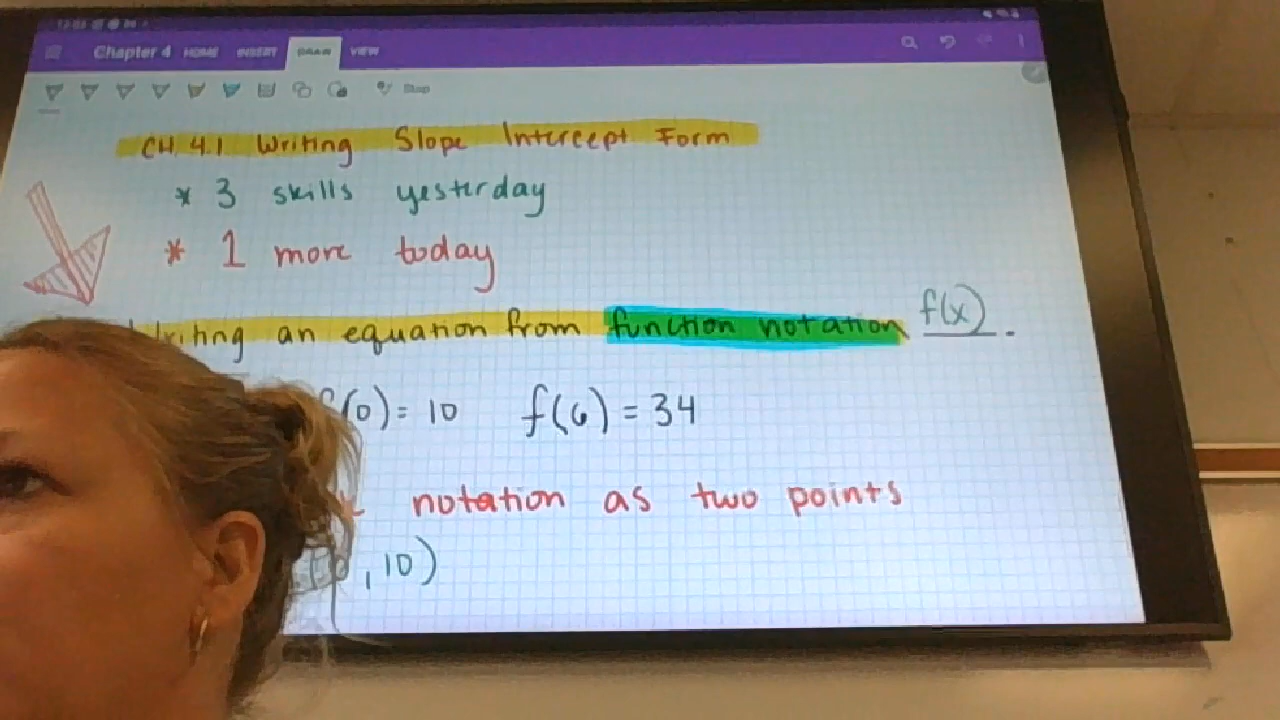 Chapter 4 HOME INSERT DRAW VIEW
Stop
CH 4.1 Writing Slope Intercept Form
* 3 skills yesterday
* 1 more today
Writing an equation from function notation f(x).
f(0) = 10 f(6) = 34
notation as two points
, 10)